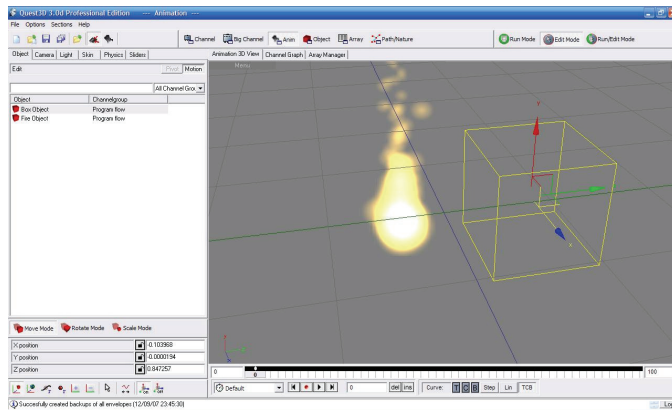 Quest3D 3.0d Professional Edition --- Animation ---
File Options Sections Help
Channel Big Channel Anim Object Array Path/Nature Run Mode Edit Mode Run/Edit Mode
Object Camera Light Skin Physics Sliders Animation 3D View Channel Graph Array Manager
Edit Pivot Motion Menu
All Channel Grou
Object Channelgroup
Box Object Program flow
Fire Object Program flow
Move Mode Rotate Mode Scale Mode
X position -0.103968
Y position -0.0000194
Z position 0.847257
0 0 100
Default 0 del ins Curve: T C B Step Lin TCB
Succesfully created backups of all envelopes (12/09/07 23:45:30) Log